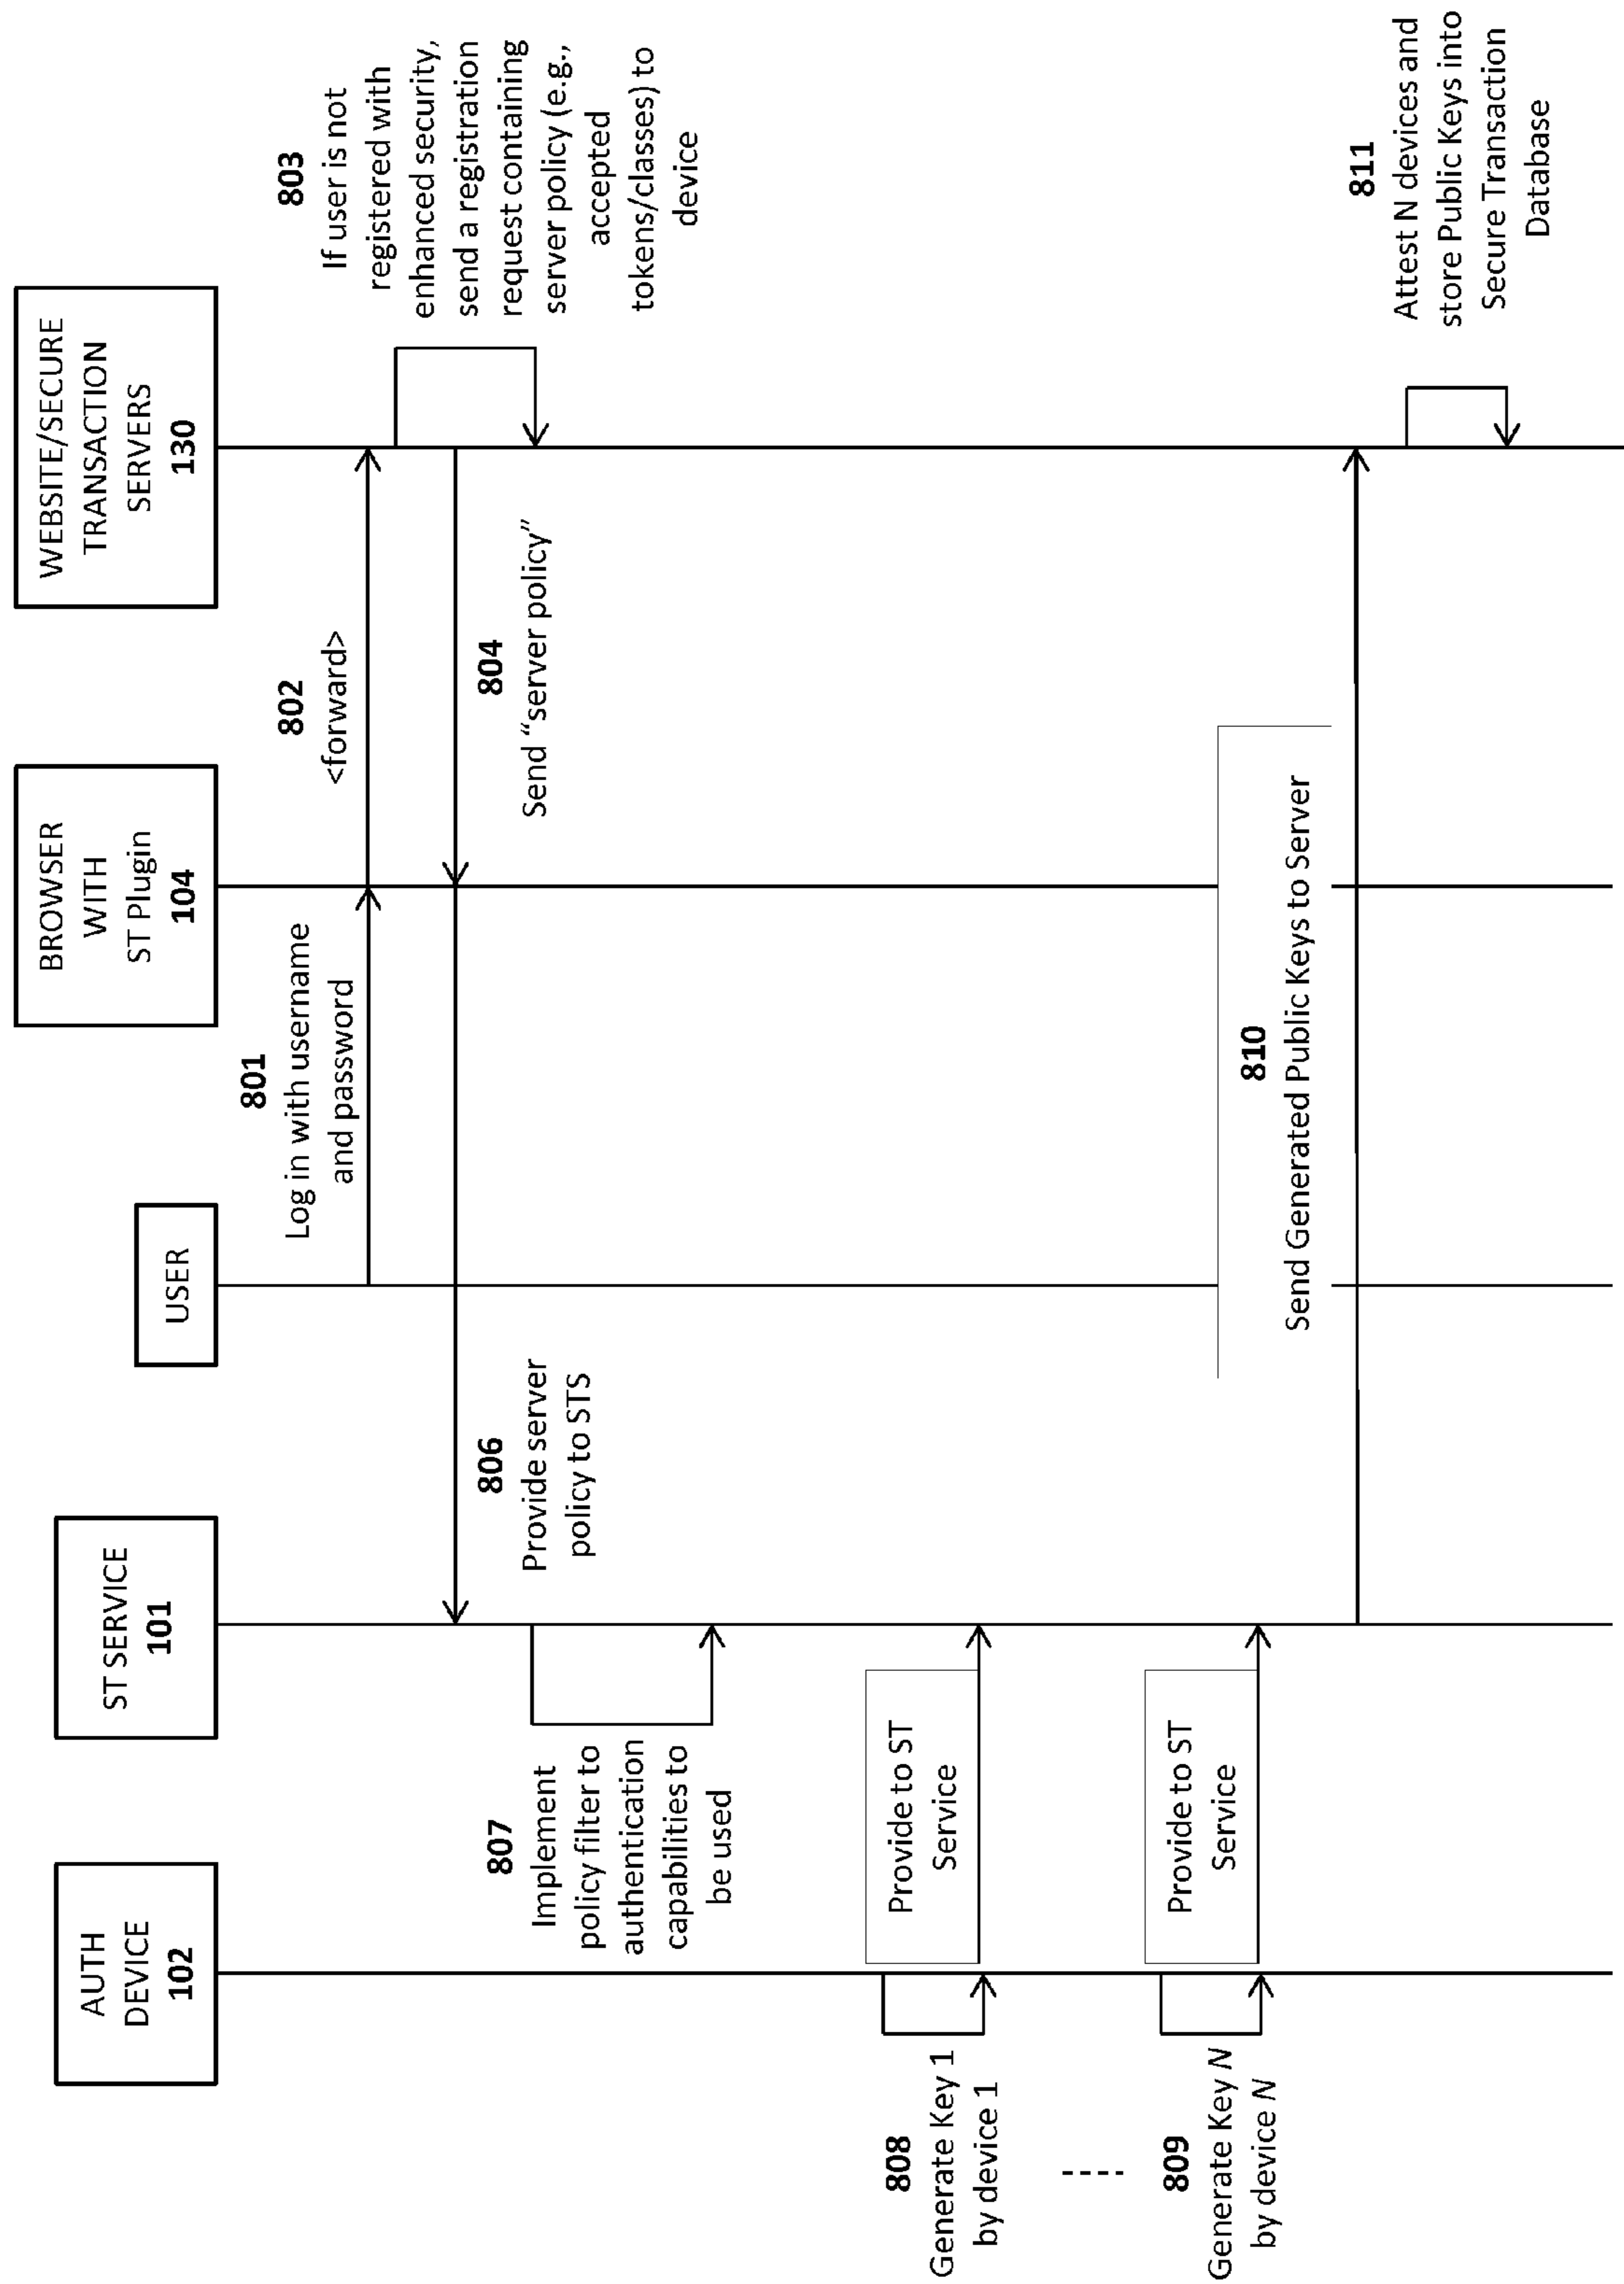 AUTH
DEVICE
102
ST SERVICE
101
USER
BROWSER
WITH
ST Plugin
104
WEBSITE/SECURE
TRANSACTION
SERVERS
130
801
Log in with username
and password
802
<forward>
803
If user is not
registered with
enhanced security,
send a registration
request containing
server policy (e.g.,
accepted
tokens/classes) to
device
804
Send “server policy”
806
Provide server
policy to STS
807
Implement
policy filter to
authentication
capabilities to
be used
808
Generate Key 1
by device 1
Provide to ST
Service
----
809
Generate Key N
by device N
Provide to ST
Service
810
Send Generated Public Keys to Server
811
Attest N devices and
store Public Keys into
Secure Transaction
Database